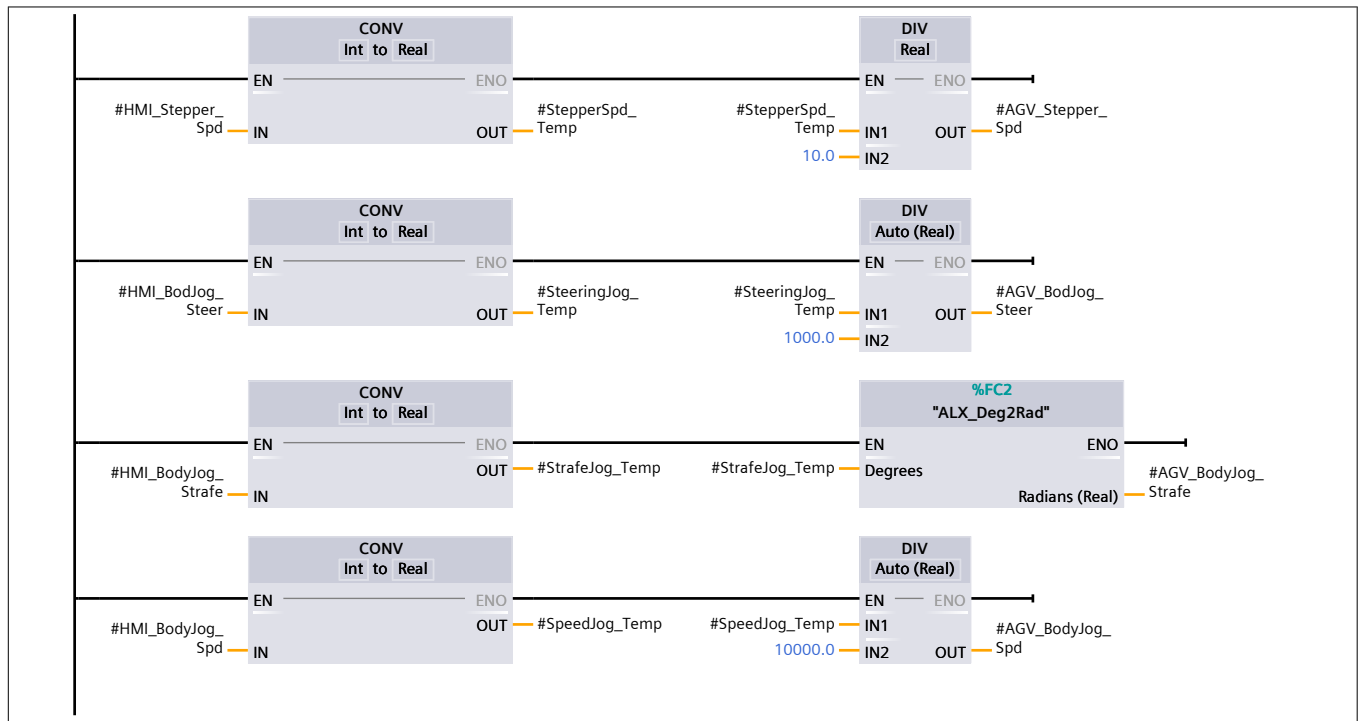 CONV
Int to Real
DIV
Real
EN
ENO
EN
ENO
#HMI_Stepper_
Spd
IN
OUT
#StepperSpd_
Temp
#StepperSpd_
Temp
IN1
OUT
#AGV_Stepper_
Spd
10.0
IN2
CONV
Int to Real
DIV
Auto (Real)
EN
ENO
EN
ENO
#HMI_BodJog_
Steer
IN
OUT
#SteeringJog_
Temp
#SteeringJog_
Temp
IN1
OUT
#AGV_BodJog_
Steer
1000.0
IN2
CONV
Int to Real
%FC2
"ALX_Deg2Rad"
EN
ENO
EN
ENO
#HMI_BodyJog_
Strafe
IN
OUT
#StrafeJog_Temp
#StrafeJog_Temp
Degrees
Radians (Real)
#AGV_BodyJog_
Strafe
CONV
Int to Real
DIV
Auto (Real)
EN
ENO
EN
ENO
#HMI_BodyJog_
Spd
IN
OUT
#SpeedJog_Temp
#SpeedJog_Temp
IN1
10000.0
IN2
OUT
#AGV_BodyJog_
Spd